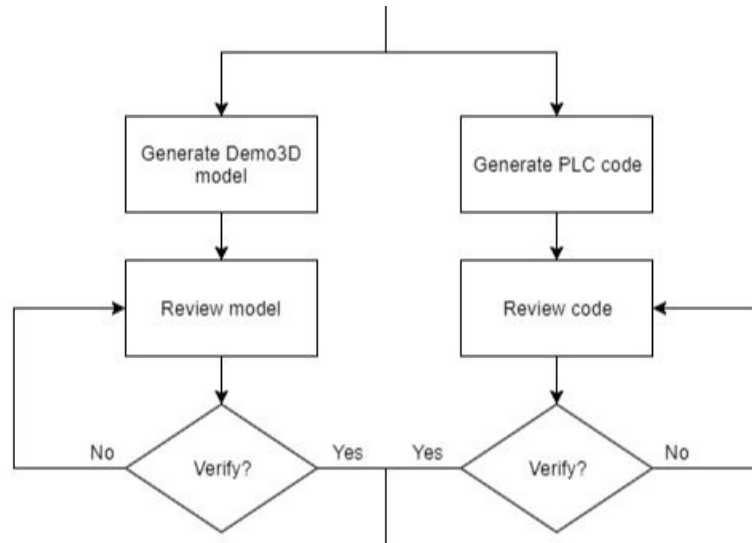 Generate Demo3D
model
Generate PLC code
Review model
Review code
No
Verify?
Yes
Yes
Verify?
No